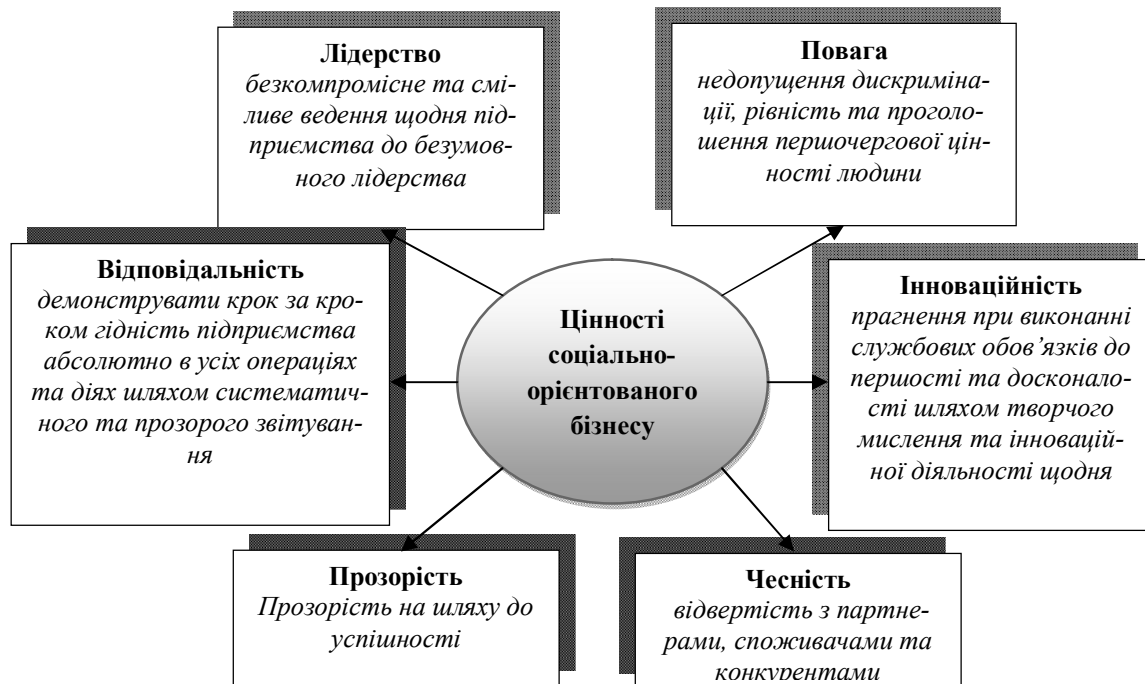 Лідерство
безкомпромісне та смі-
ливе ведення щодня під-
приємства до безумов-
ного лідерства
Повага
недопущення дискриміна-
ції, рівність та проголо-
шення першочергової цін-
ності людини
Відповідальність
демонструвати крок за кро-
ком гідність підприємства
абсолютно в усіх операціях
та діях шляхом систематич-
ного та прозорого звітуван-
ня
Цінності
соціально-
орієнтованого
бізнесу
Інноваційність
прагнення при виконанні
службових обов’язків до
першості та досконало-
сті шляхом творчого
мислення та інновацій-
ної діяльності щодня
Прозорість
Прозорість на шляху до
успішності
Чесність
відвертість з партне-
рами, споживачами та
конкурентами